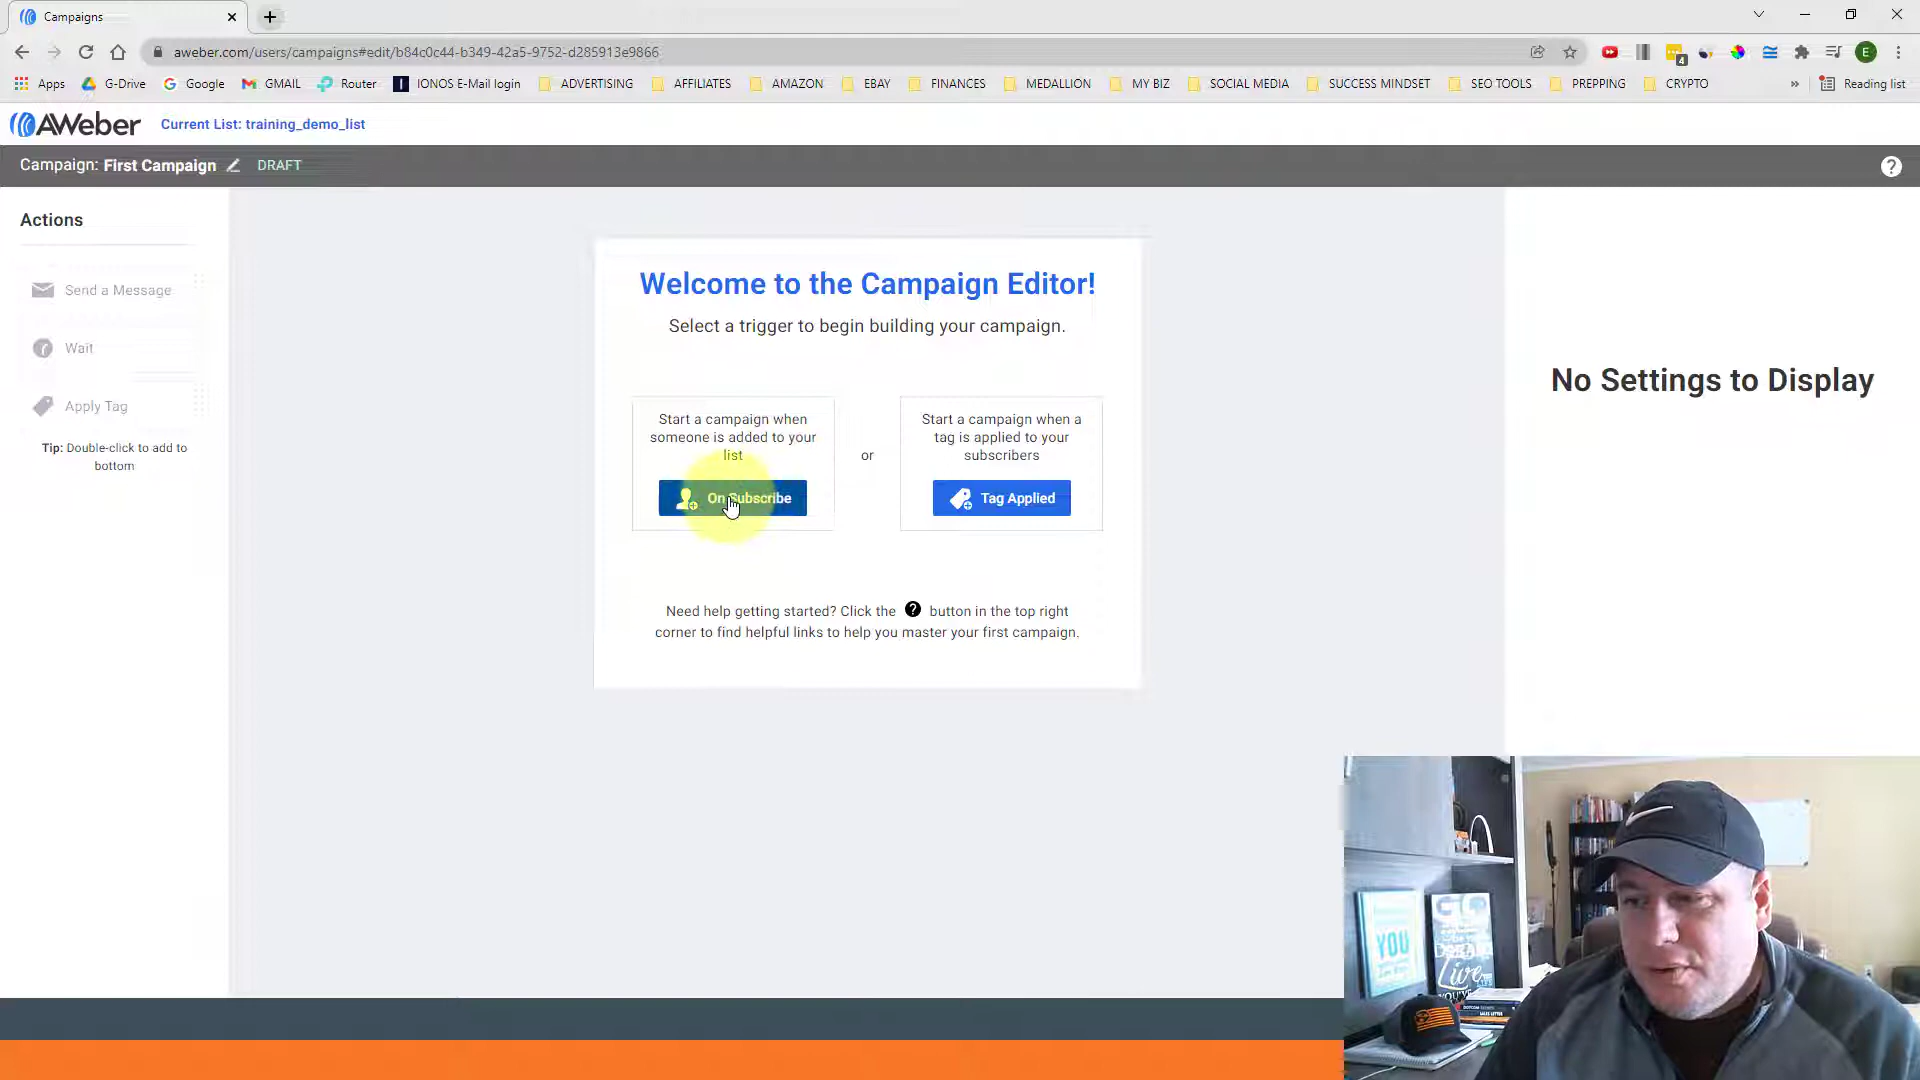 Campaigns
aweber.com/users/campaigns#edit/b84c0c44-b349-42a5-9752-d285913e9866
4
E
Apps G-Drive Google GMAIL Router IONOS E-Mail login ADVERTISING AFFILIATES AMAZON EBAY FINANCES MEDALLION MY BIZ SOCIAL MEDIA SUCCESS MINDSET SEO TOOLS PREPPING CRYPTO » Reading list
AWeber Current List: training_demo_list
Campaign: First Campaign DRAFT ?
Actions
Send a Message
Wait
Apply Tag
Tip: Double-click to add to
bottom
Welcome to the Campaign Editor!
Select a trigger to begin building your campaign.
Start a campaign when
someone is added to your
list
On Subscribe
or
Start a campaign when a
tag is applied to your
subscribers
Tag Applied
Need help getting started? Click the ? button in the top right
corner to find helpful links to help you master your first campaign.
No Settings to Display
YOU
Live